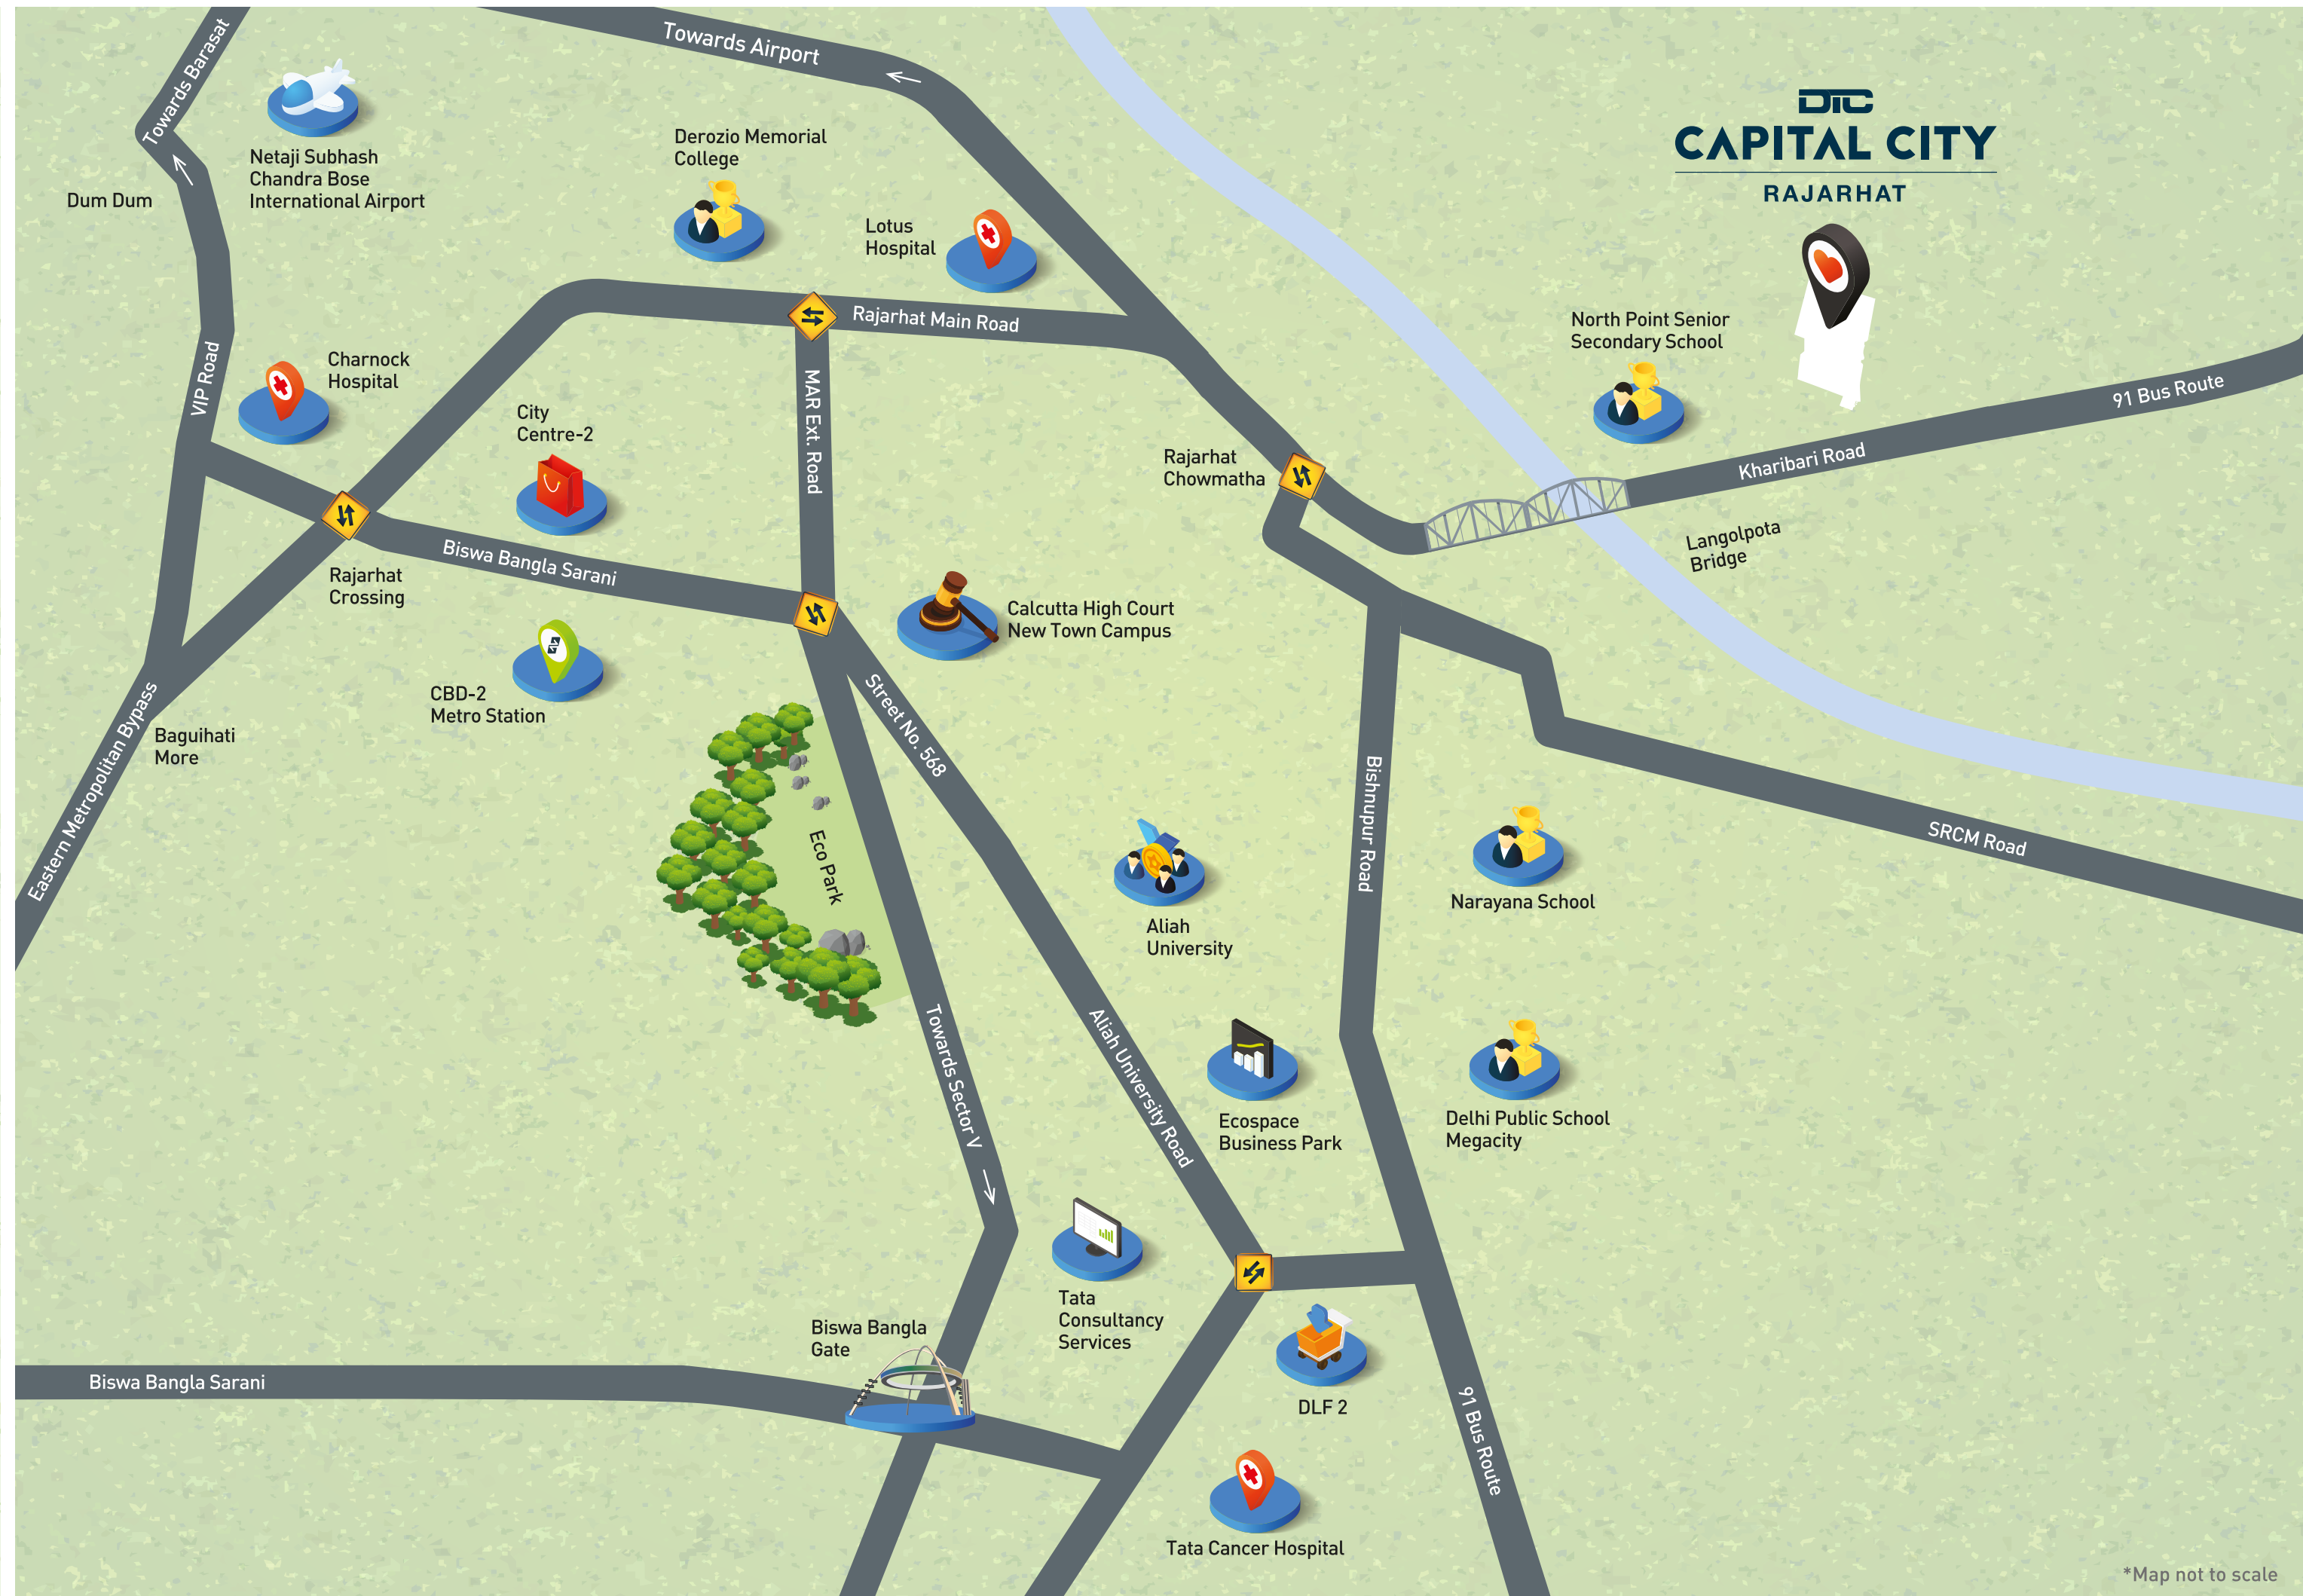 Towards Barasat
Towards Airport
DTC
CAPITAL CITY
RAJARHAT
Netaji Subhash
Chandra Bose
International Airport
Dum Dum
Derozio Memorial
College
Lotus
Hospital
Rajarhat Main Road
North Point Senior
Secondary School
VIP Road
Charnock
Hospital
City
Centre-2
MAR Ext. Road
91 Bus Route
Kharibari Road
Rajarhat
Chowmatha
Langolpota
Bridge
Biswa Bangla Sarani
Rajarhat
Crossing
Calcutta High Court
New Town Campus
CBD-2
Metro Station
Street No. 568
Eastern Metropolitan Bypass
Baguihati
More
Eco Park
Bishnupur Road
SRCM Road
Narayana School
Aliah
University
Towards Sector V
Aliah University Road
Ecospace
Business Park
Delhi Public School
Megacity
Tata
Consultancy
Services
Biswa Bangla
Gate
Biswa Bangla Sarani
DLF 2
91 Bus Route
Tata Cancer Hospital
*Map not to scale